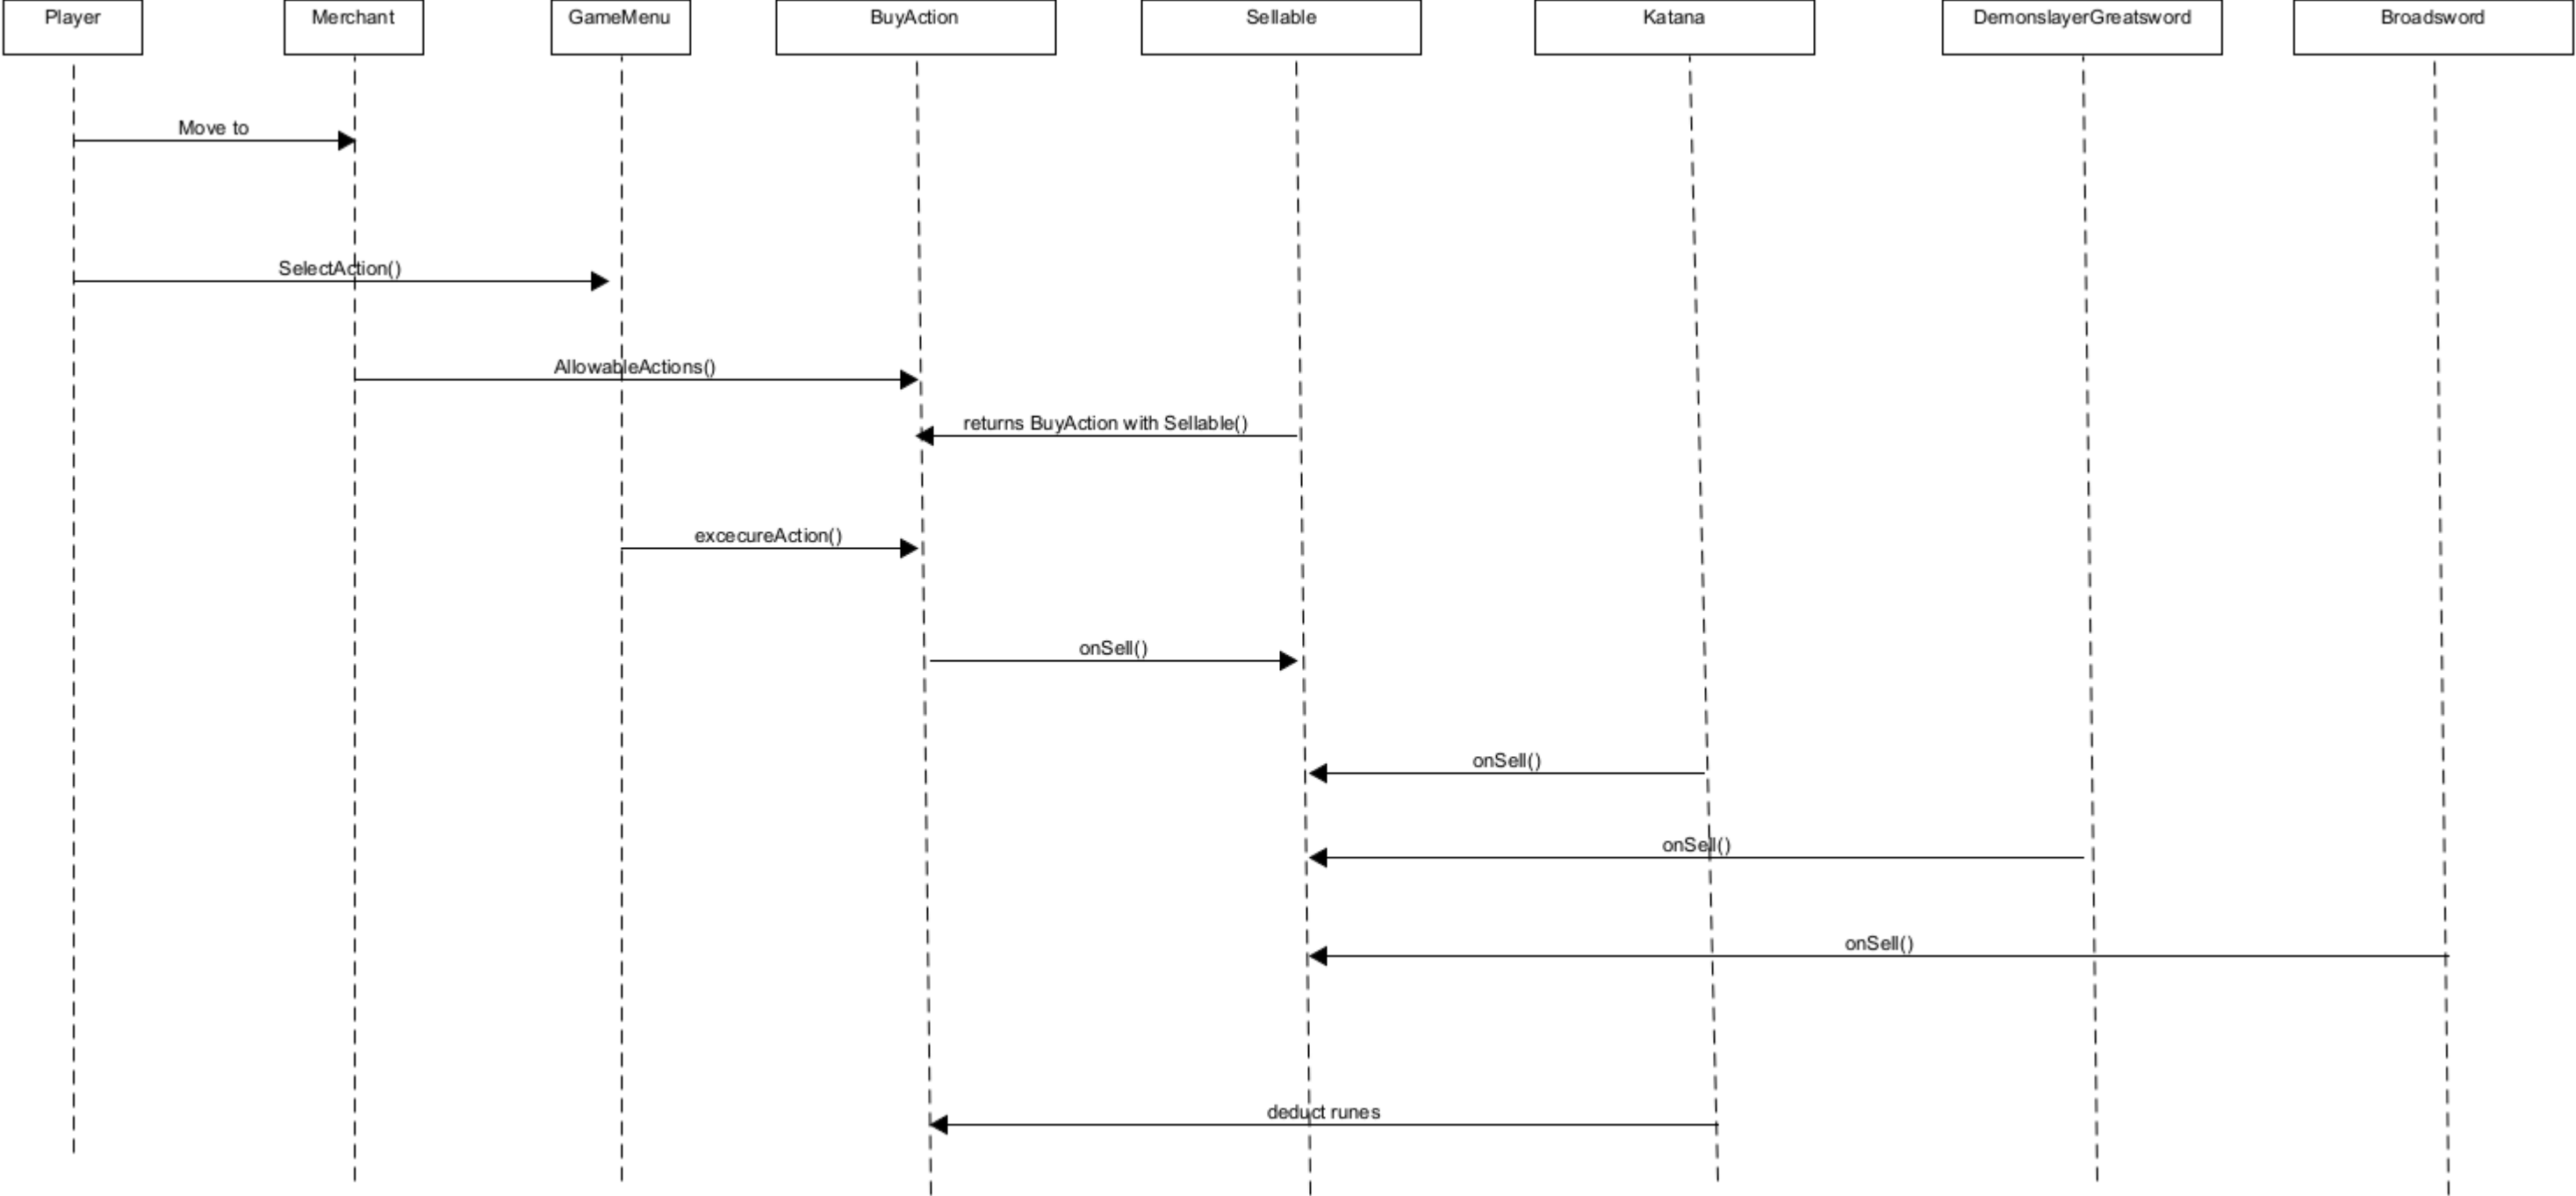 Player
Merchant
GameMenu
BuyAction
Sellable
Katana
DemonslayerGreatsword
Broadsword
Move to
SelectAction()
AllowableActions()
returns BuyAction with Sellable()
excecureAction()
onSell()
onSell()
onSell()
onSell()
deduct runes